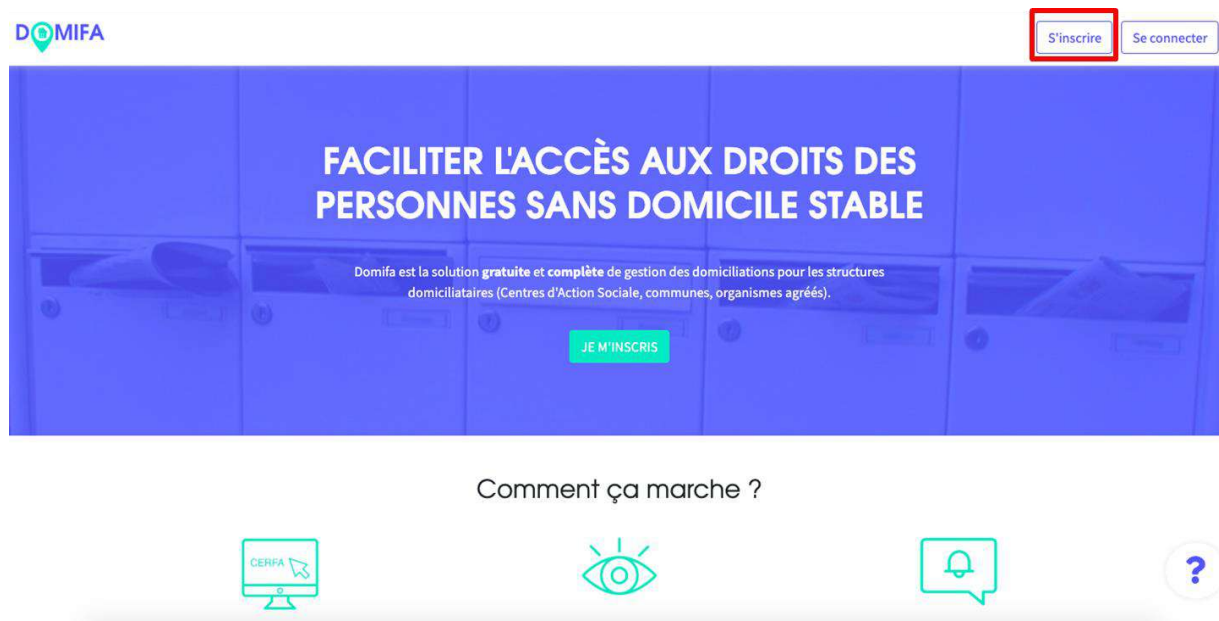 DOMIFA
S'inscrire
Se connecter
FACILITER L'ACCÈS AUX DROITS DES
PERSONNES SANS DOMICILE STABLE
Domifa est la solution gratuite et complète de gestion des domiciliations pour les structures
domiciliataires (Centres d'Action Sociale, communes, organismes agréés).
JE M'INSCRIS
Comment ça marche ?
CERFA
?